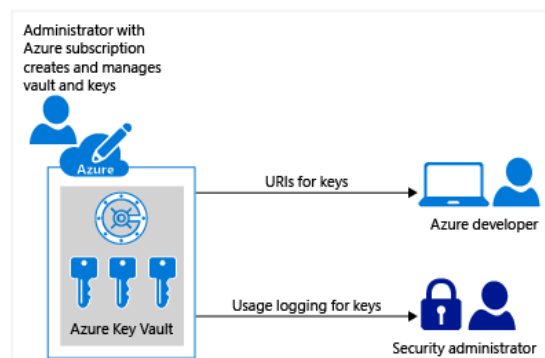 Administrator with
Azure subscription
creates and manages
vault and keys
Azure
URIs for keys
Azure developer
Usage logging for keys
Azure Key Vault
Security administrator